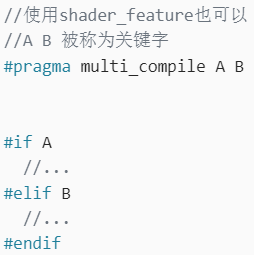 //使用shader_feature也可以
//A B 被称为关键字
#pragma multi_compile A B
#if A
//...
#elif B
//...
#endif